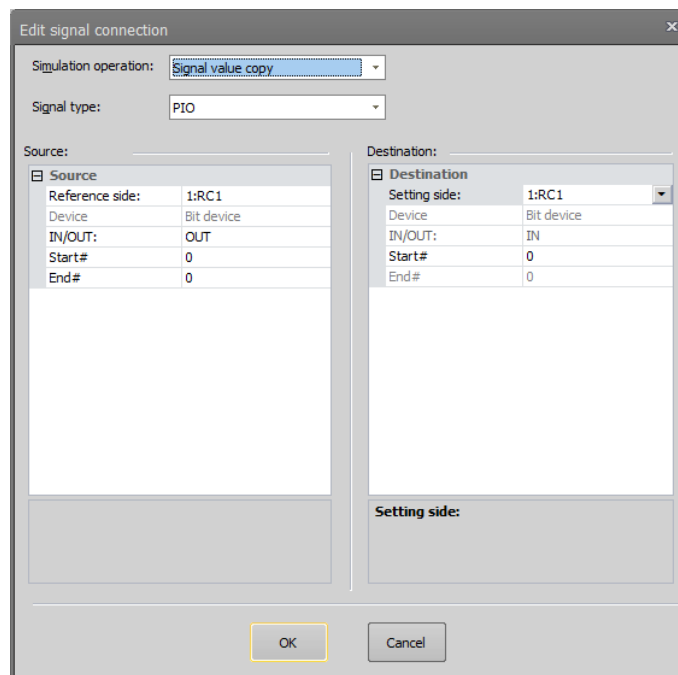 Edit signal connection
Simulation operation: Signal value copy
Signal type: PIO
Source:
Source
Reference side: 1:RC1
Device Bit device
IN/OUT: OUT
Start# 0
End# 0
Destination:
Destination
Setting side: 1:RC1
Device Bit device
IN/OUT: IN
Start# 0
End# 0
Setting side:
OK Cancel